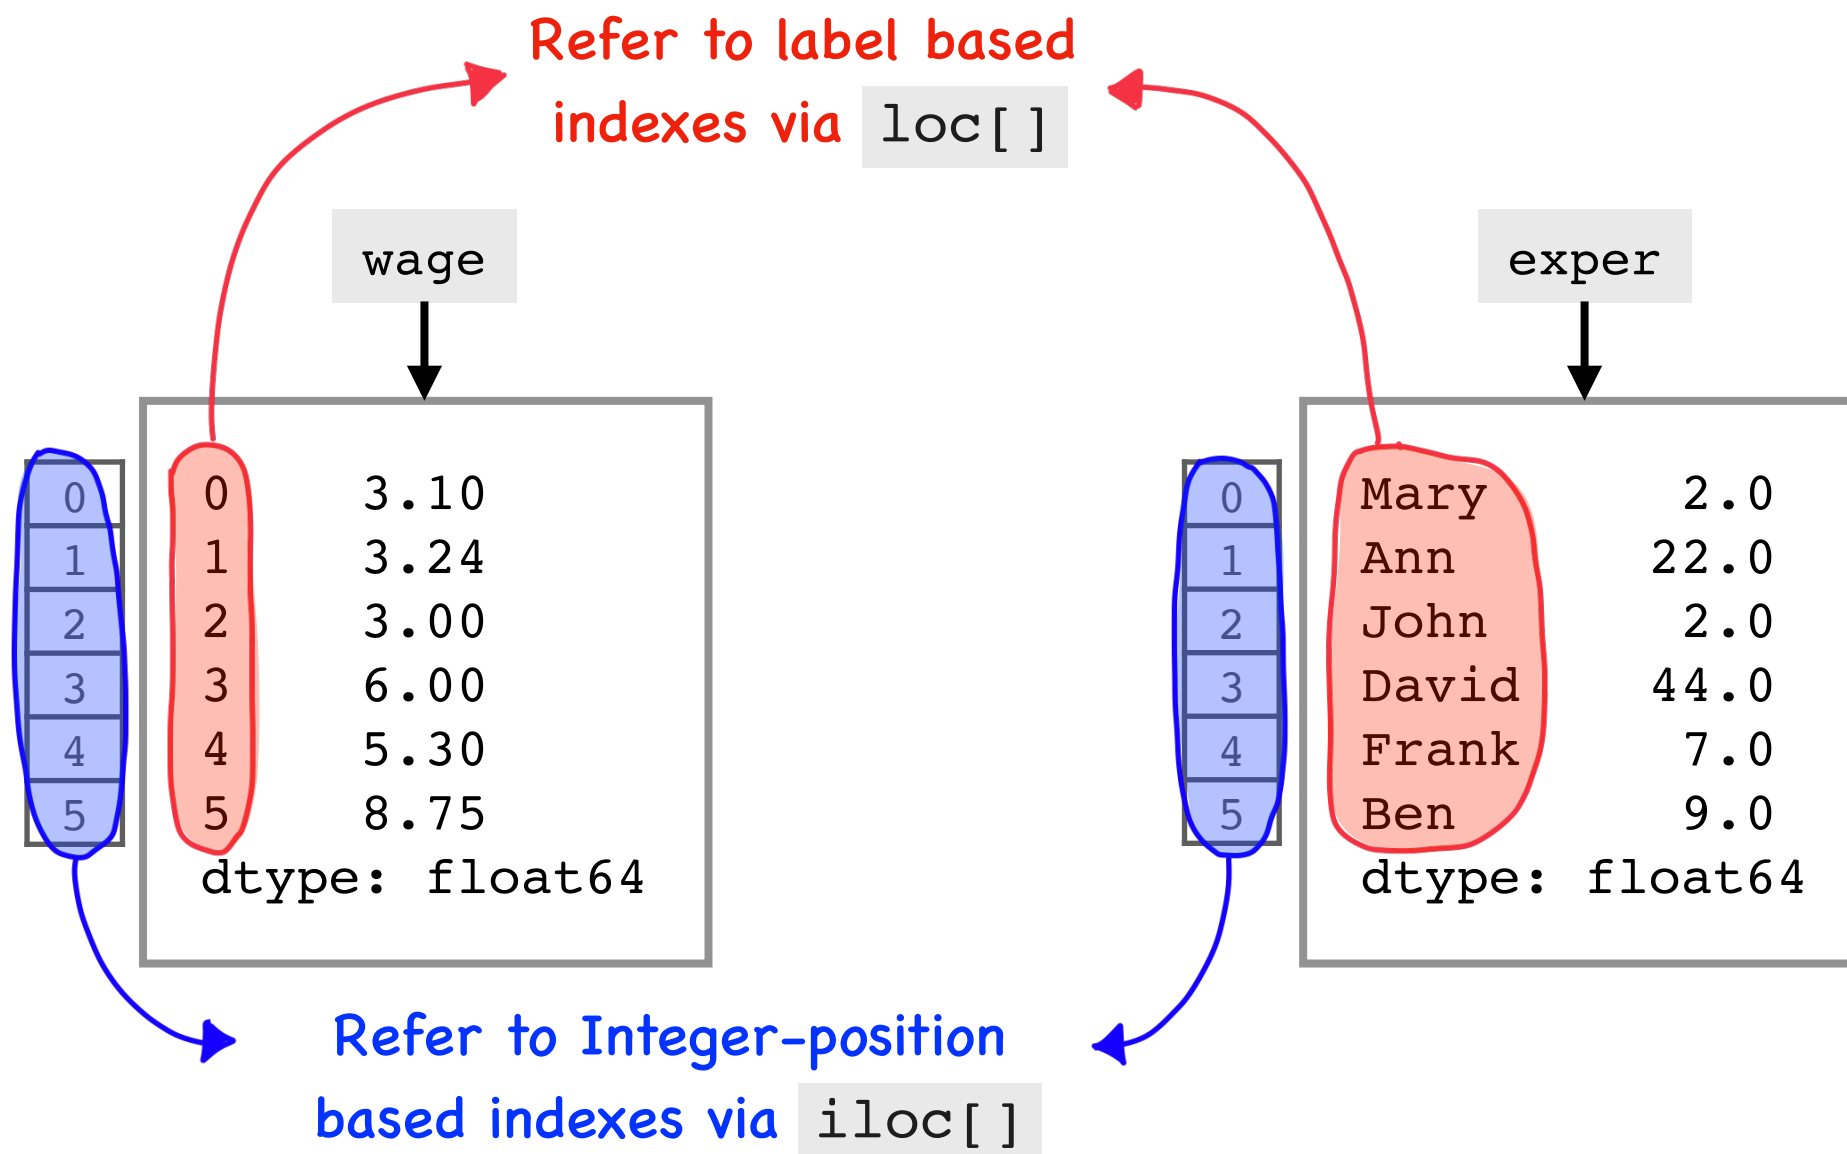 Refer to label based
indexes via loc[]
wage
exper
0
1
2
3
4
5
0 3.10
1 3.24
2 3.00
3 6.00
4 5.30
5 8.75
dtype: float64
0
1
2
3
4
5
Mary 2.0
Ann 22.0
John 2.0
David 44.0
Frank 7.0
Ben 9.0
dtype: float64
Refer to Integer-position
based indexes via iloc[]